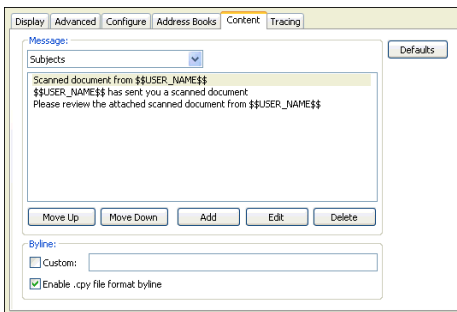 Display Advanced Configure Address Books Content Tracing
Message:
Defaults
Subjects
Scanned document from $$USER_NAME$$
$$USER_NAME$$ has sent you a scanned document
Please review the attached scanned document from $$USER_NAME$$
Move Up Move Down Add Edit Delete
Byline:
Custom:
Enable .cpy file format byline